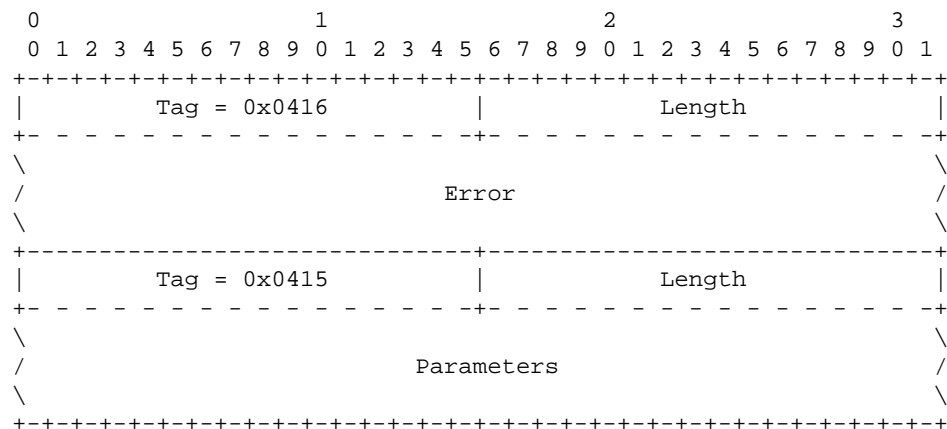 0                   1                   2                   3
 0 1 2 3 4 5 6 7 8 9 0 1 2 3 4 5 6 7 8 9 0 1 2 3 4 5 6 7 8 9 0 1
+-+-+-+-+-+-+-+-+-+-+-+-+-+-+-+-+-+-+-+-+-+-+-+-+-+-+-+-+-+-+-+-+
|         Tag = 0x0416          |            Length             |
+- - - - - - - - - - - - - - - -+- - - - - - - - - - - - - - - -+
\                                                               \
/                             Error                             /
\                                                               \
+-------------------------------+-------------------------------+
|         Tag = 0x0415          |            Length             |
+- - - - - - - - - - - - - - - -+- - - - - - - - - - - - - - - -+
\                                                               \
/                           Parameters                          /
\                                                               \
+-+-+-+-+-+-+-+-+-+-+-+-+-+-+-+-+-+-+-+-+-+-+-+-+-+-+-+-+-+-+-+-+